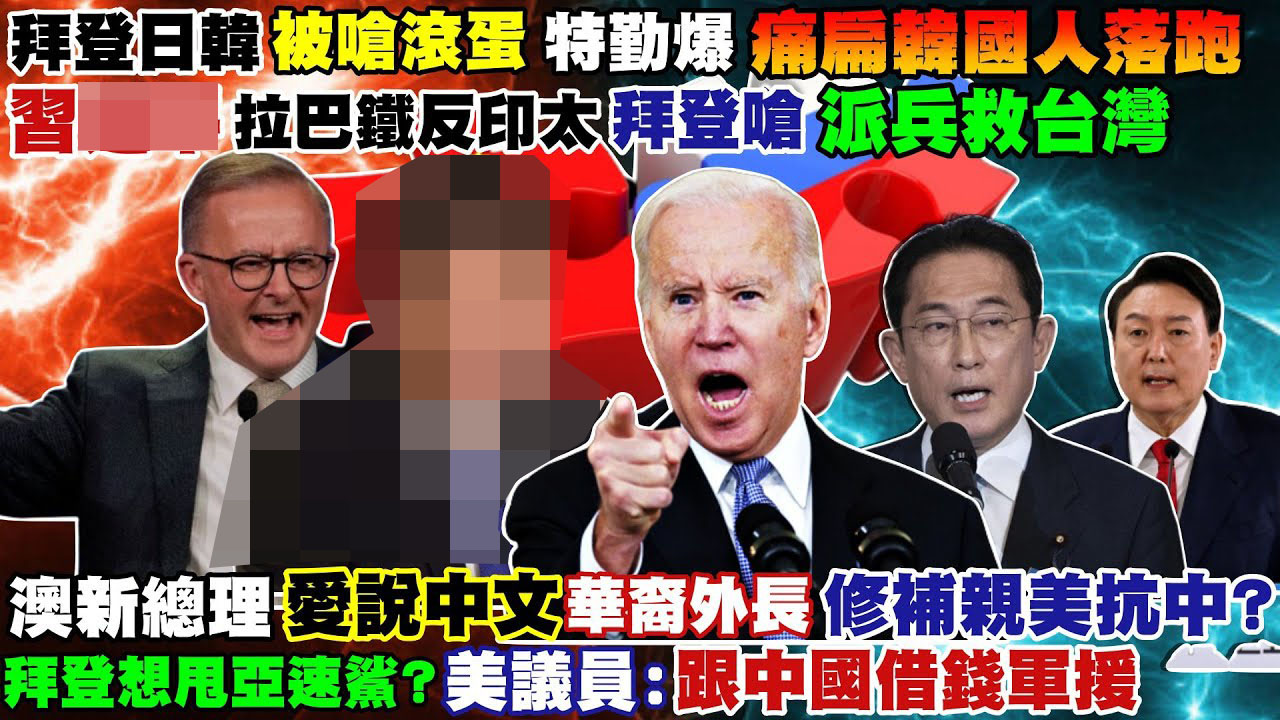 拜登日韓 被嗆滾蛋 特勤爆 痛扁韓國人落跑
習 拉巴鐵反印太 拜登嗆 派兵救台灣
澳新總理 愛說中文 華裔外長 修補親美抗中?
拜登想甩亞速鯊? 美議員:跟中國借錢軍援